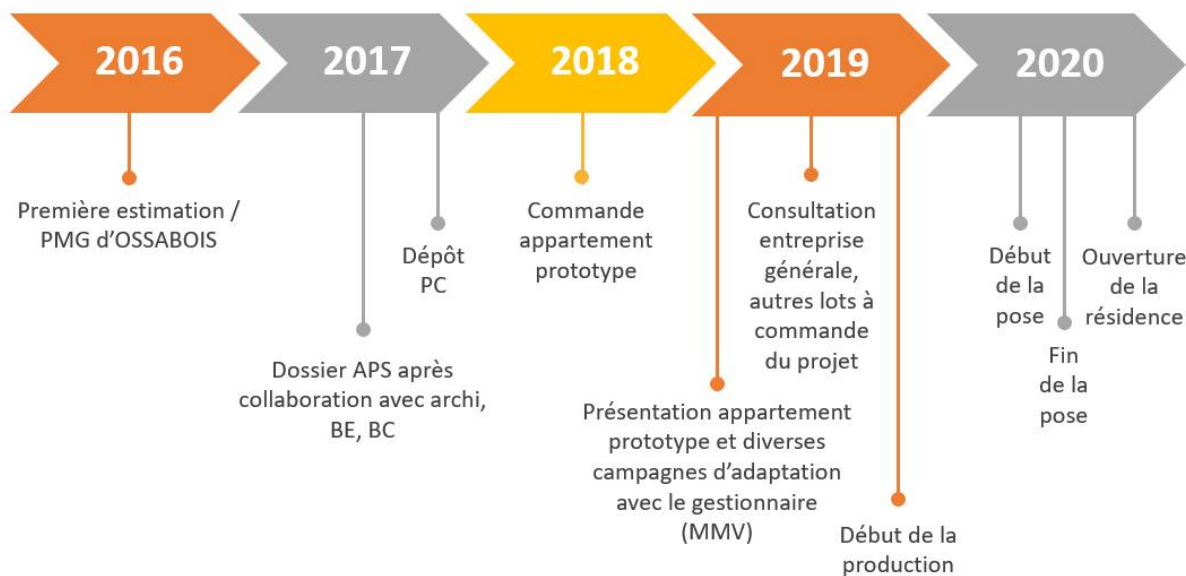 2016
2017
2018
2019
2020
Première estimation /
PMG d’OSSABOIS
Dossier APS après
collaboration avec archi,
BE, BC
Dépôt
PC
Commande
appartement
prototype
Présentation appartement
prototype et diverses
campagnes d’adaptation
avec le gestionnaire
(MMV)
Consultation
entreprise
générale,
autres lots à
commande
du projet
Début de la
production
Début
de la
pose
Fin
de la
pose
Ouverture
de la
résidence